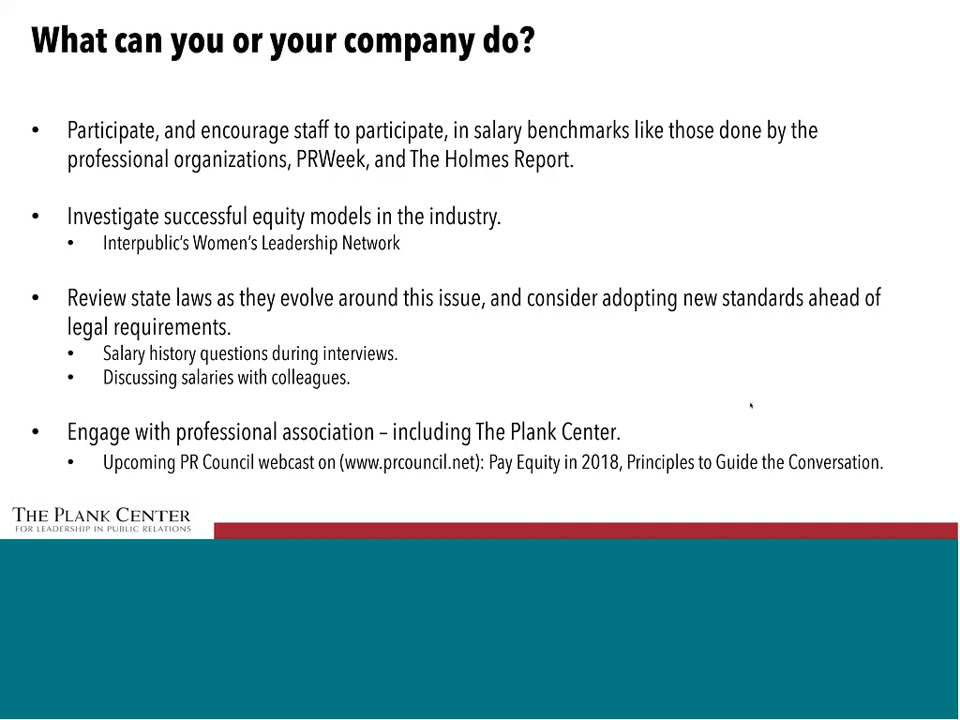 What can you or your company do?
• Participate, and encourage staff to participate, in salary benchmarks like those done by the
professional organizations, PRWeek, and The Holmes Report.
• Investigate successful equity models in the industry.
• Interpublic's Women's Leadership Network
• Review state laws as they evolve around this issue, and consider adopting new standards ahead of
legal requirements.
• Salary history questions during interviews.
• Discussing salaries with colleagues.
• Engage with professional association – including The Plank Center.
• Upcoming PR Council webcast on (www.prcouncil.net): Pay Equity in 2018, Principles to Guide the Conversation.
THE PLANK CENTER
FOR LEADERSHIP IN PUBLIC RELATIONS